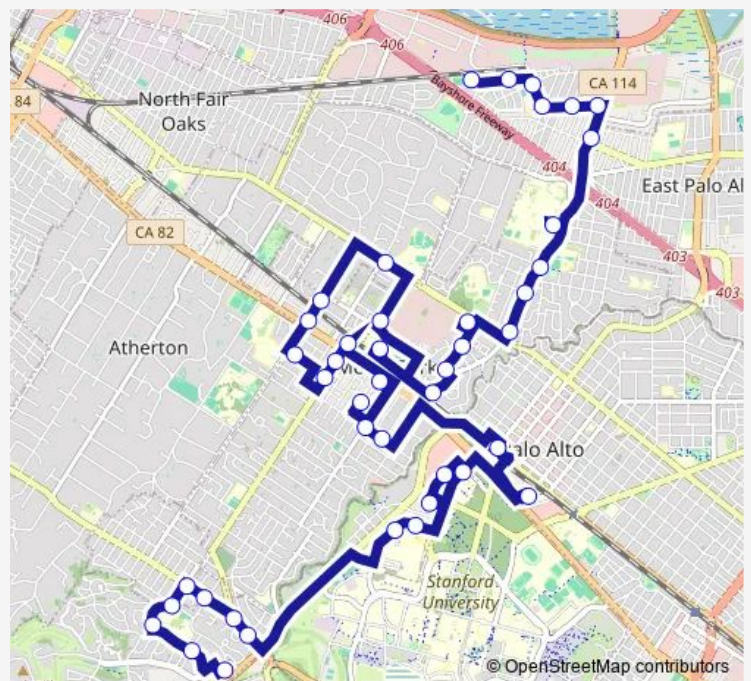 406
406
CA 114
84
North Fair
Oaks
Bayshore Freeway
404
East Palo Al
404
CA 82
403
403
Atherton
alo Alto
Stanford
University
© OpenStreetMap contributors